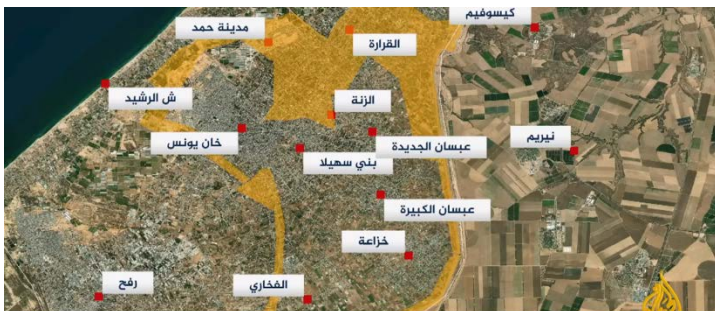 كيسوفيم
مدينة حمد
القرارة
ش الرشيد
الزنة
خان يونس
عبسان الجديدة
نيريم
بني سهيلا
عبسان الكبيرة
خزاعة
رفح
الفخاري